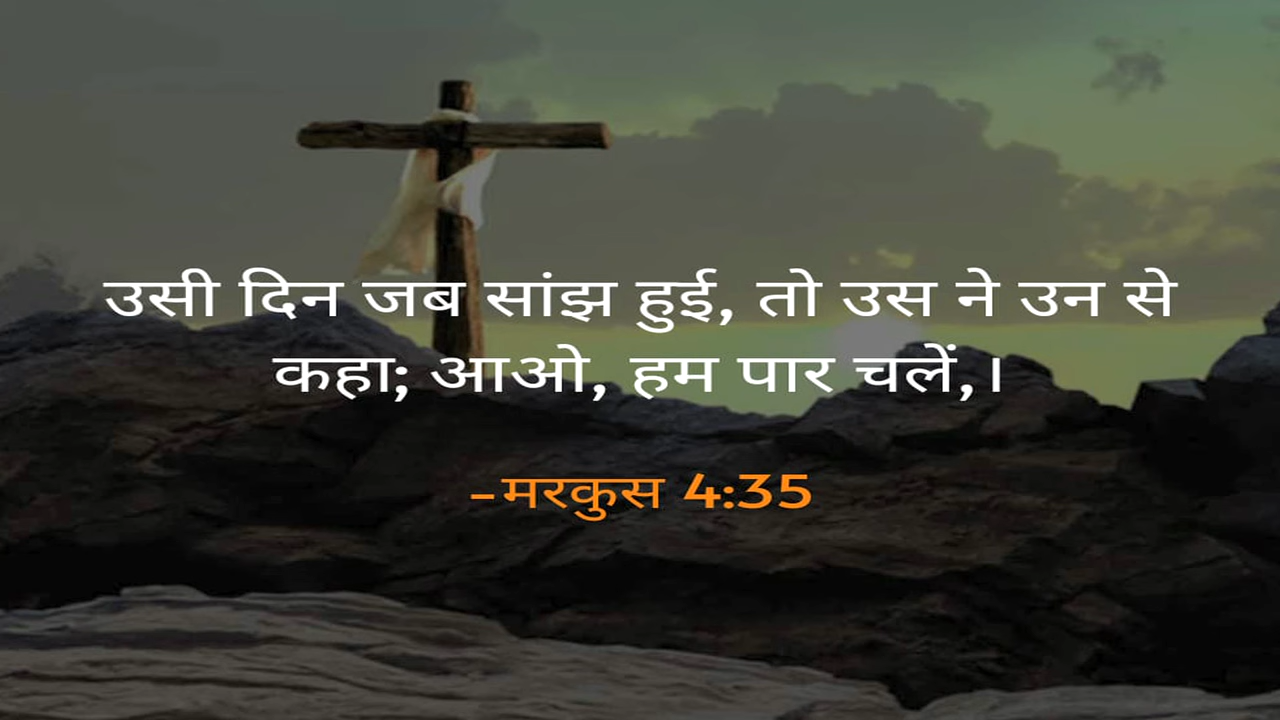 उसी दिन जब सांझ हुई, तो उस ने उन से
कहा; आओ, हम पार चलें,।
-मरकुस 4:35